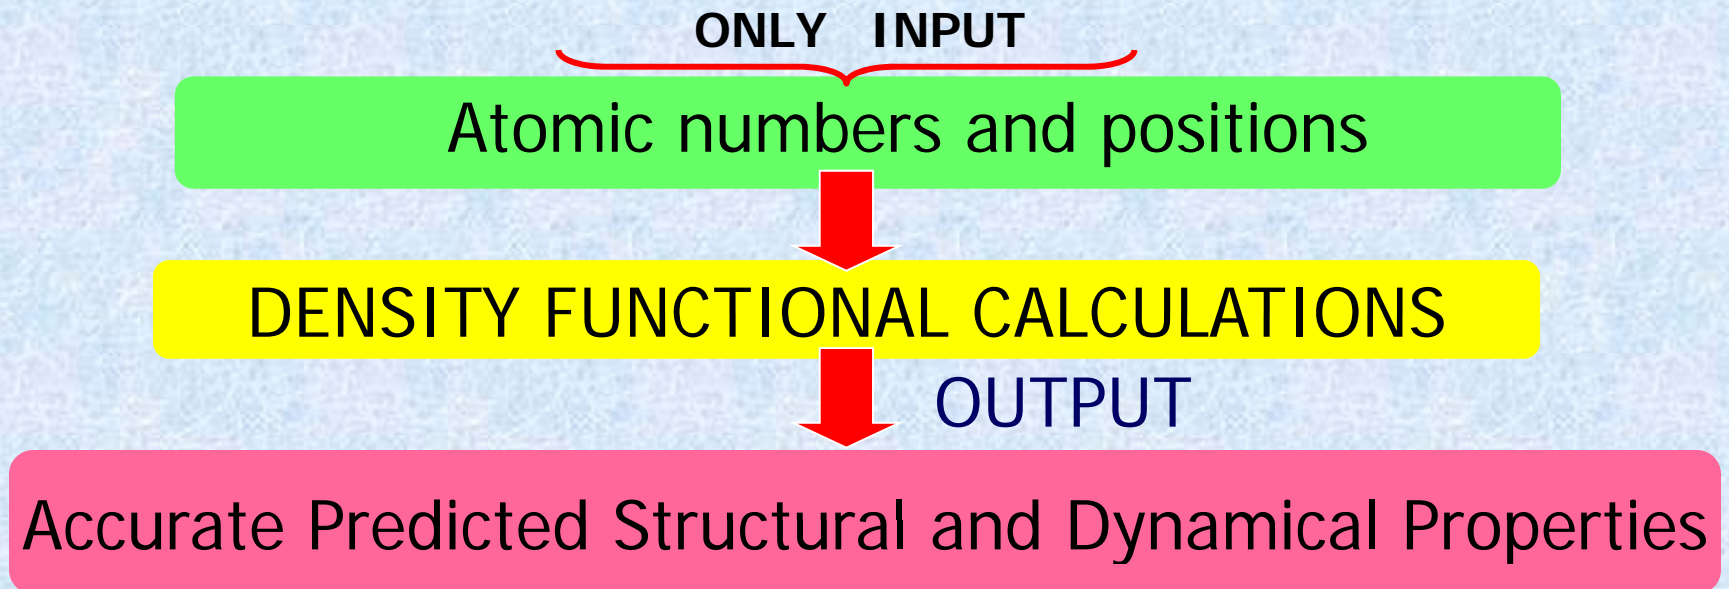 ONLY INPUT
Atomic numbers and positions
DENSITY FUNCTIONAL CALCULATIONS
OUTPUT
Accurate Predicted Structural and Dynamical Properties